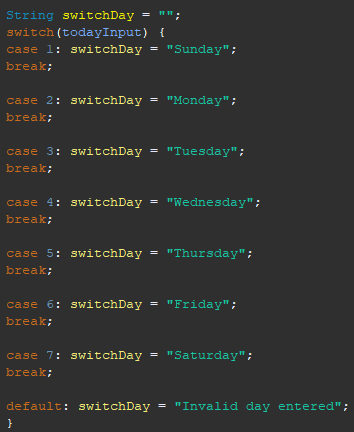 String switchDay = "";
switch(todayInput) {
case 1: switchDay = "Sunday";
break;
case 2: switchDay = "Monday";
break;
case 3: switchDay = "Tuesday";
break;
case 4: switchDay = "Wednesday";
break;
case 5: switchDay = "Thursday";
break;
case 6: switchDay = "Friday";
break;
case 7: switchDay = "Saturday";
break;
default: switchDay = "Invalid day entered";
}